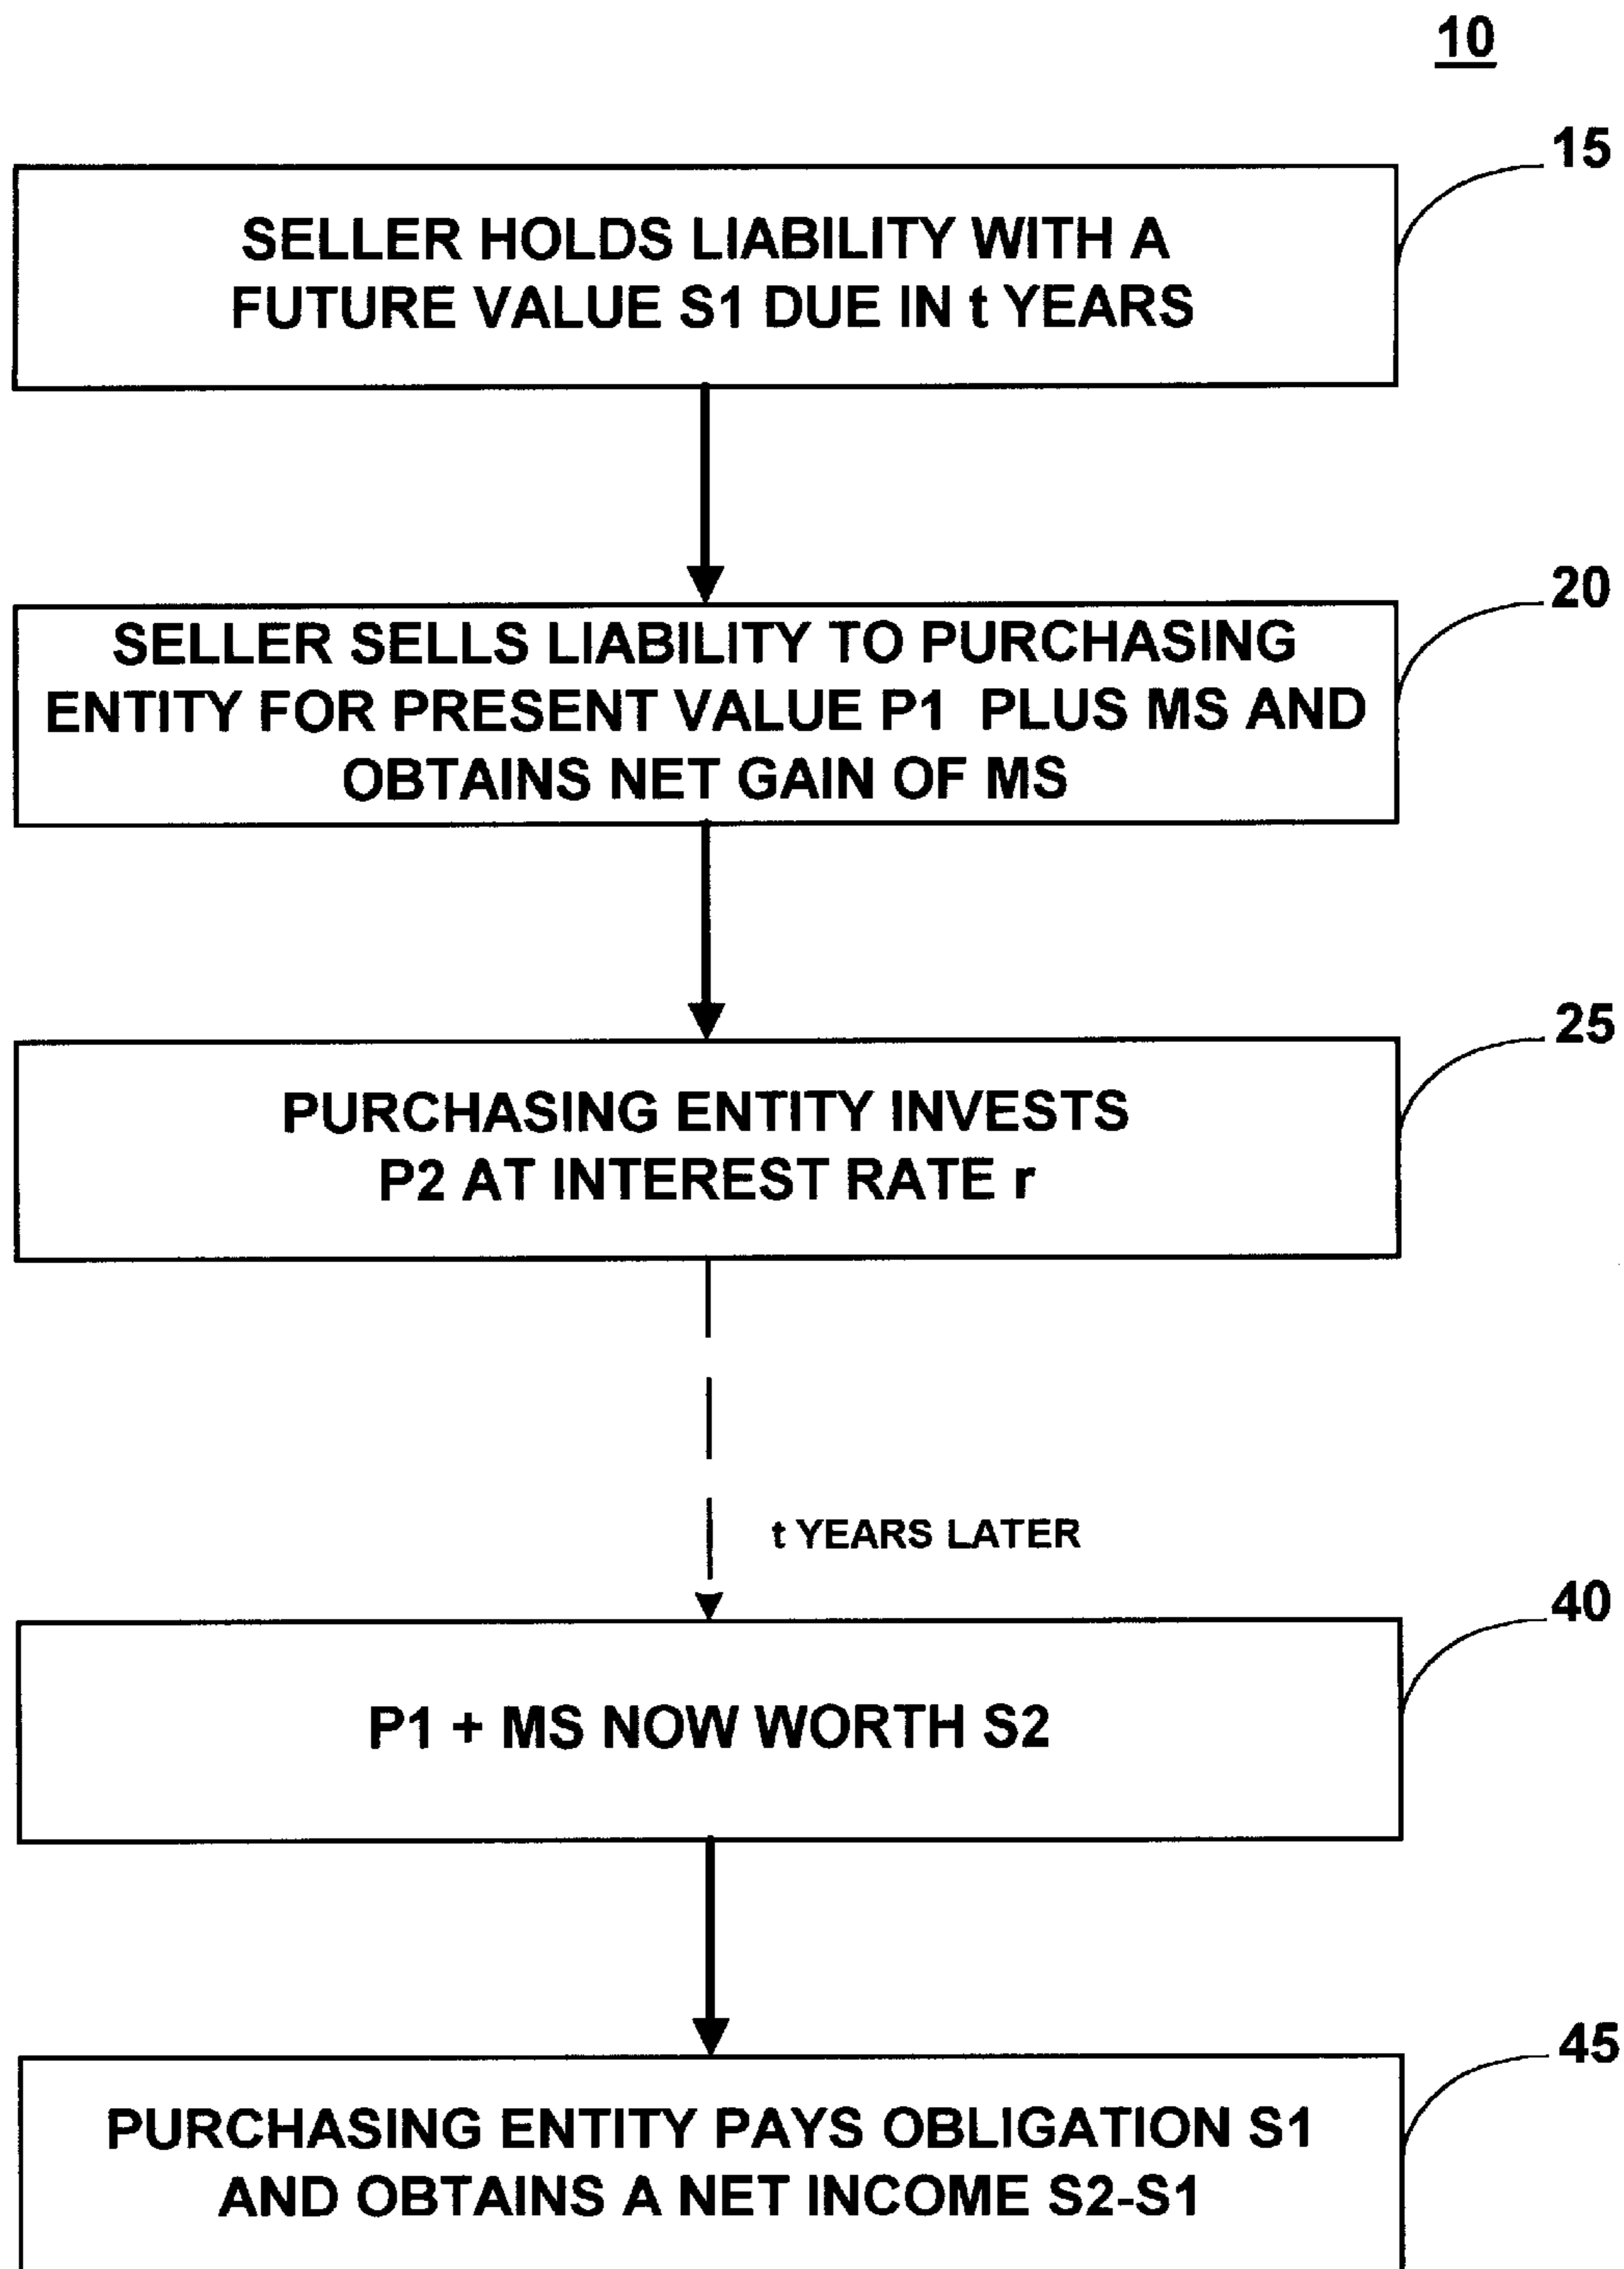 10
15
SELLER HOLDS LIABILITY WITH A
FUTURE VALUE S1 DUE IN t YEARS
20
SELLER SELLS LIABILITY TO PURCHASING
ENTITY FOR PRESENT VALUE P1 PLUS MS AND
OBTAINS NET GAIN OF MS
25
PURCHASING ENTITY INVESTS
P2 AT INTEREST RATE r
t YEARS LATER
40
P1 + MS NOW WORTH S2
45
PURCHASING ENTITY PAYS OBLIGATION S1
AND OBTAINS A NET INCOME S2-S1